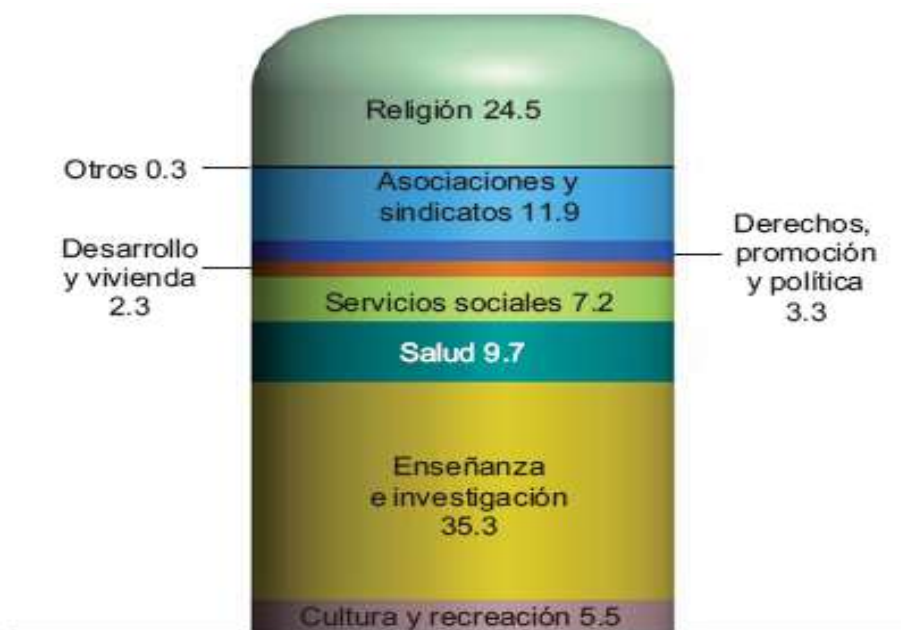 Religión 24.5
Otros 0.3
Asociaciones y
sindicatos 11.9
Derechos,
promoción
y política
3.3
Desarrollo
y vivienda
2.3
Servicios sociales 7.2
Salud 9.7
Enseñanza
e investigación
35.3
Cultura y recreación 5.5